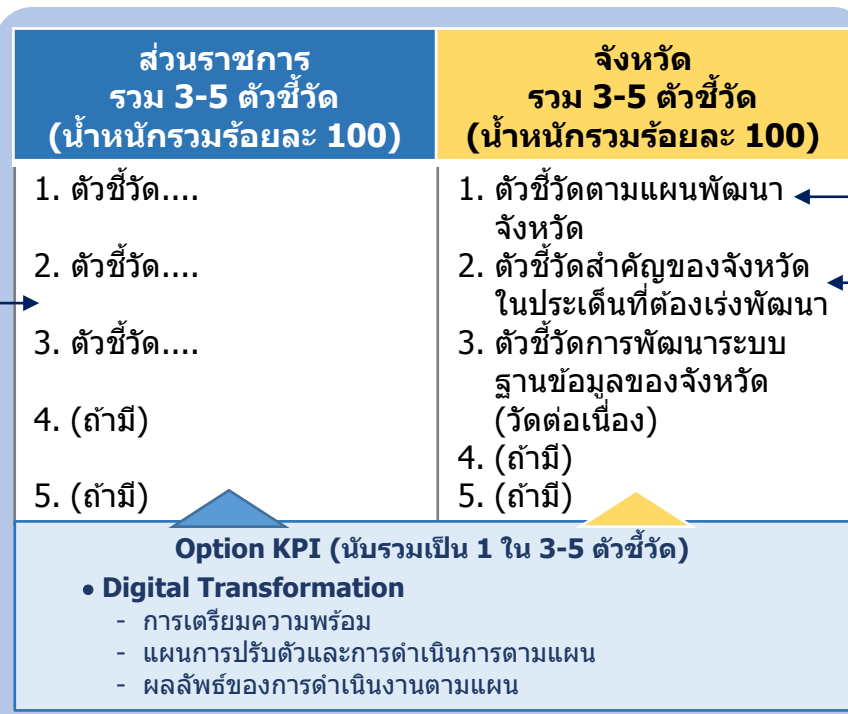 ส่วนราชการ
รวม 3-5 ตัวชี้วัด
(น้ำหนักรวมร้อยละ 100)
1. ตัวชี้วัด....
2. ตัวชี้วัด....
3. ตัวชี้วัด....
4. (ถ้ามี)
5. (ถ้ามี)
จังหวัด
รวม 3-5 ตัวชี้วัด
(น้ำหนักรวมร้อยละ 100)
1. ตัวชี้วัดตามแผนพัฒนา
จังหวัด
2. ตัวชี้วัดสำคัญของจังหวัด
ในประเด็นที่ต้องเร่งพัฒนา
3. ตัวชี้วัดการพัฒนาระบบ
ฐานข้อมูลของจังหวัด
(วัดต่อเนื่อง)
4. (ถ้ามี)
5. (ถ้ามี)
Option KPI (นับรวมเป็น 1 ใน 3-5 ตัวชี้วัด)
• Digital Transformation
- การเตรียมความพร้อม
- แผนการปรับตัวและการดำเนินการตามแผน
- ผลลัพธ์ของการดำเนินงานตามแผน